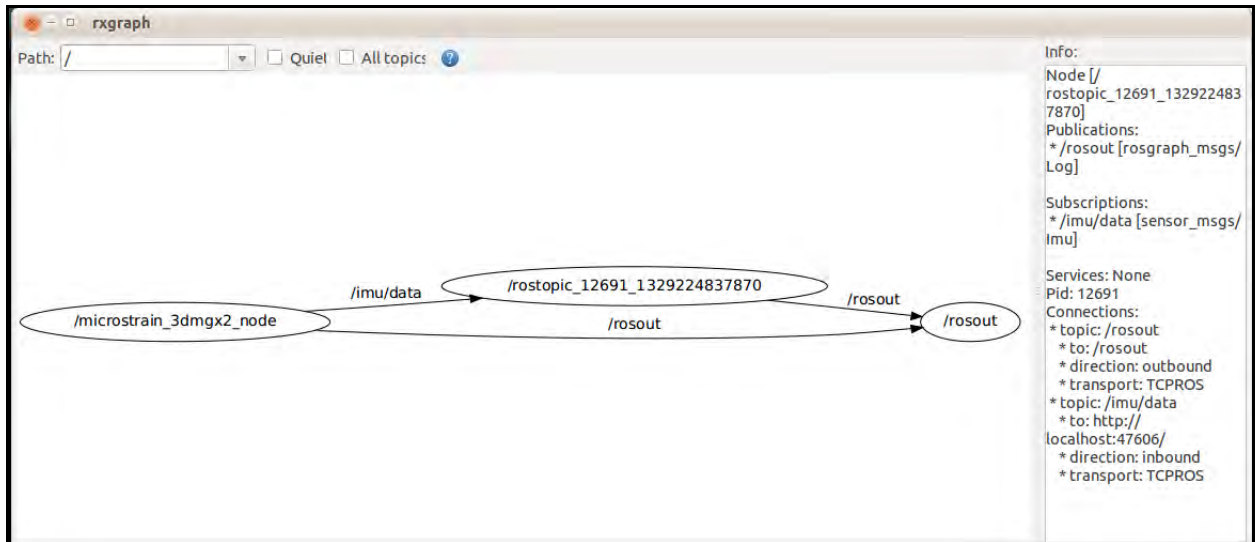 rxgraph
Path: / Quiet All topics ?
/imu/data
/rostopic_12691_1329224837870
/rosout
/microstrain_3dmgx2_node
/rosout
/rosout
Info:
Node [/
rostopic_12691_132922483
7870]
Publications:
* /rosout [rosgraph_msgs/
Log]
Subscriptions:
* /imu/data [sensor_msgs/
Imu]
Services: None
Pid: 12691
Connections:
* topic: /rosout
* to: /rosout
* direction: outbound
* transport: TCPROS
* topic: /imu/data
* to: http://
localhost:47606/
* direction: inbound
* transport: TCPROS